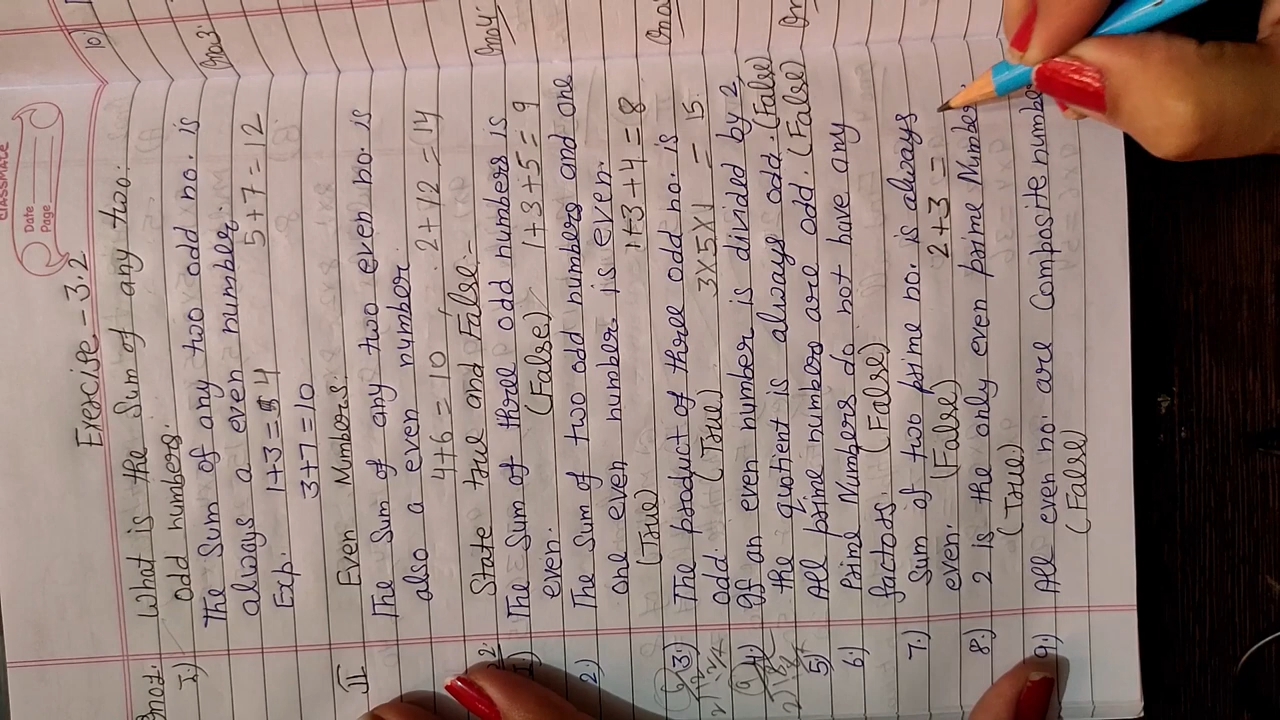 CLASSMATE
Date
Page
Exercise - 3.2
What is the Sum of any two:
I.) odd numbers.
The Sum of any two odd no. is
always a even number.
5+7=12
Exp. 1+3= 4
3+7=10
II Even Numbers.
The Sum of any two even no. is
also a even number.
4+6=10, 2+12=14
State true and False.-
I.) The Sum of three odd numbers is
even. (False) 1+3+5=9
2.) The Sum of two odd numbers and one
one even number. is even.
(True) 1+3+4=8
3.) The product of three odd no. is
odd. (True) 3×5×1 = 15.
4.) If an even number is divided by 2
the quotient is always odd. (False)
5) All prime numbers are odd. (False)
6.) Prime Numbers do not have any
factors. (False)
7.) Sum of two prime no. is always
even. (False) 2+3 =
8.) 2 is the only even prime Number.
(True)
9.) All even no. are Composite number
(False)
10)
Qno3.
Qno4.